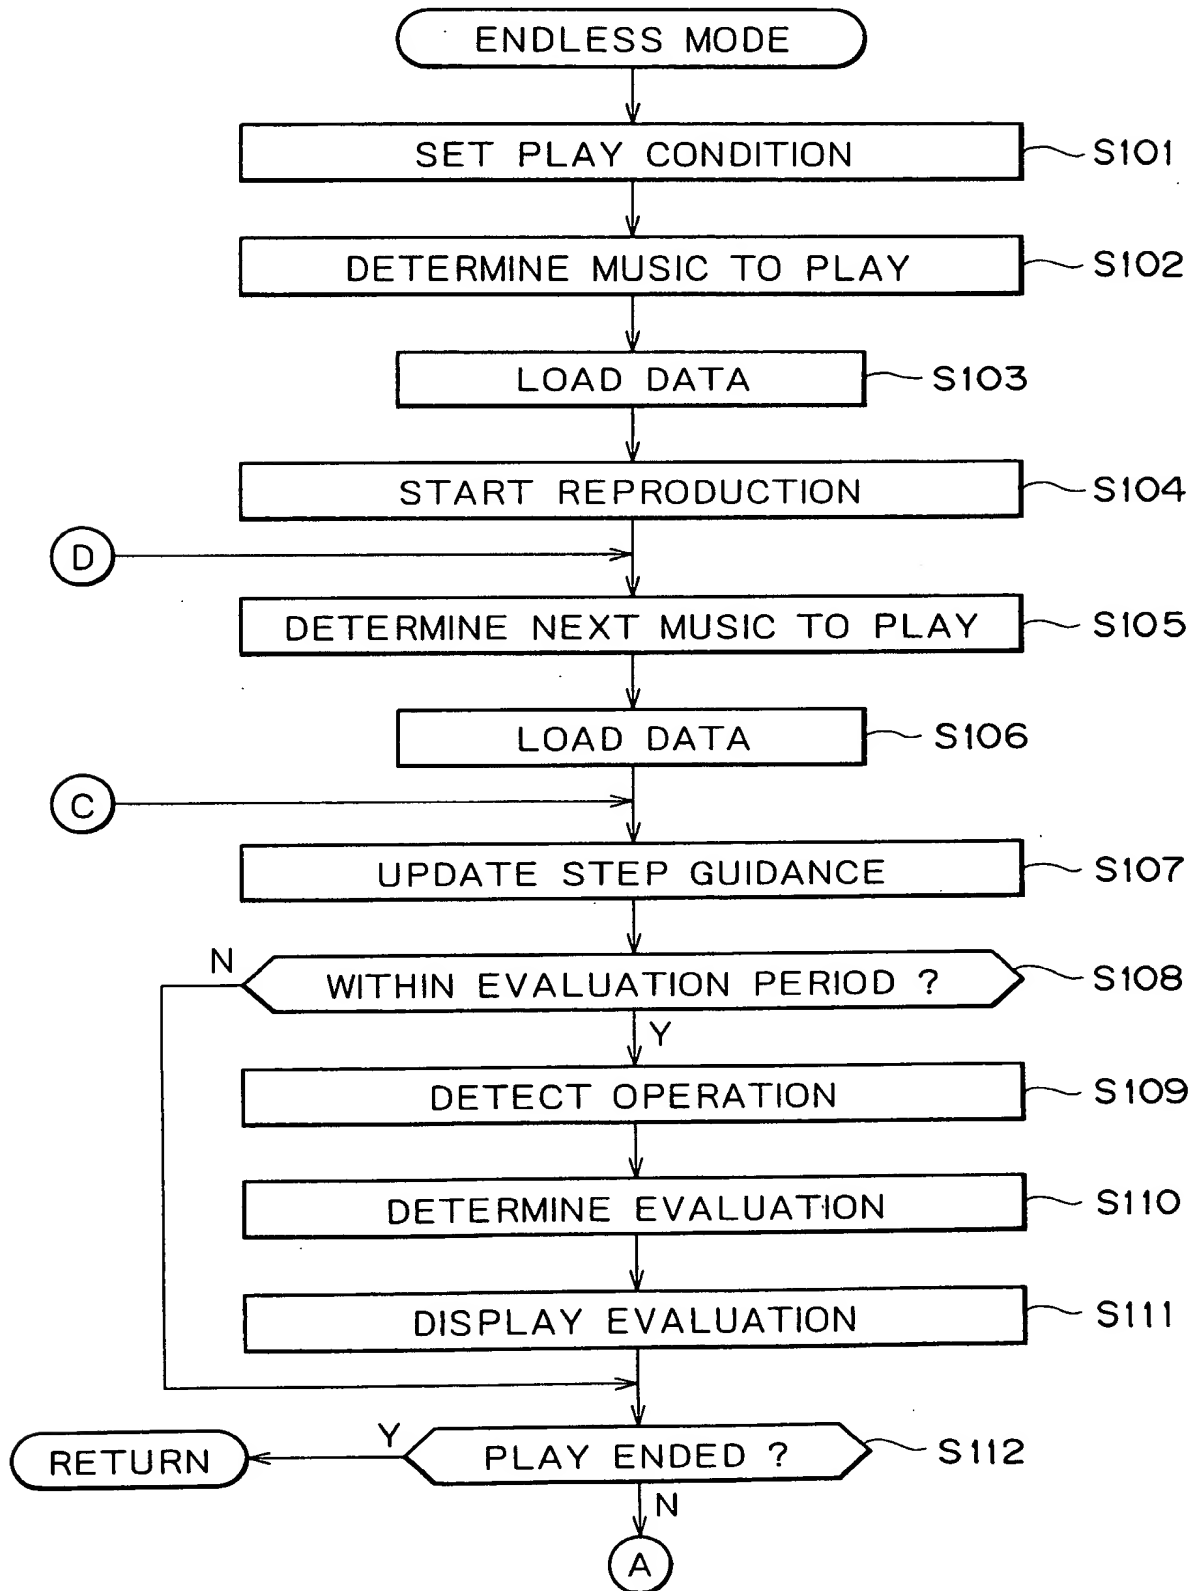 ENDLESS MODE
SET PLAY CONDITION S101
DETERMINE MUSIC TO PLAY S102
LOAD DATA S103
START REPRODUCTION S104
D
DETERMINE NEXT MUSIC TO PLAY S105
LOAD DATA S106
C
UPDATE STEP GUIDANCE S107
N
WITHIN EVALUATION PERIOD ? S108
Y
DETECT OPERATION S109
DETERMINE EVALUATION S110
DISPLAY EVALUATION S111
RETURN Y PLAY ENDED ? S112
N
A